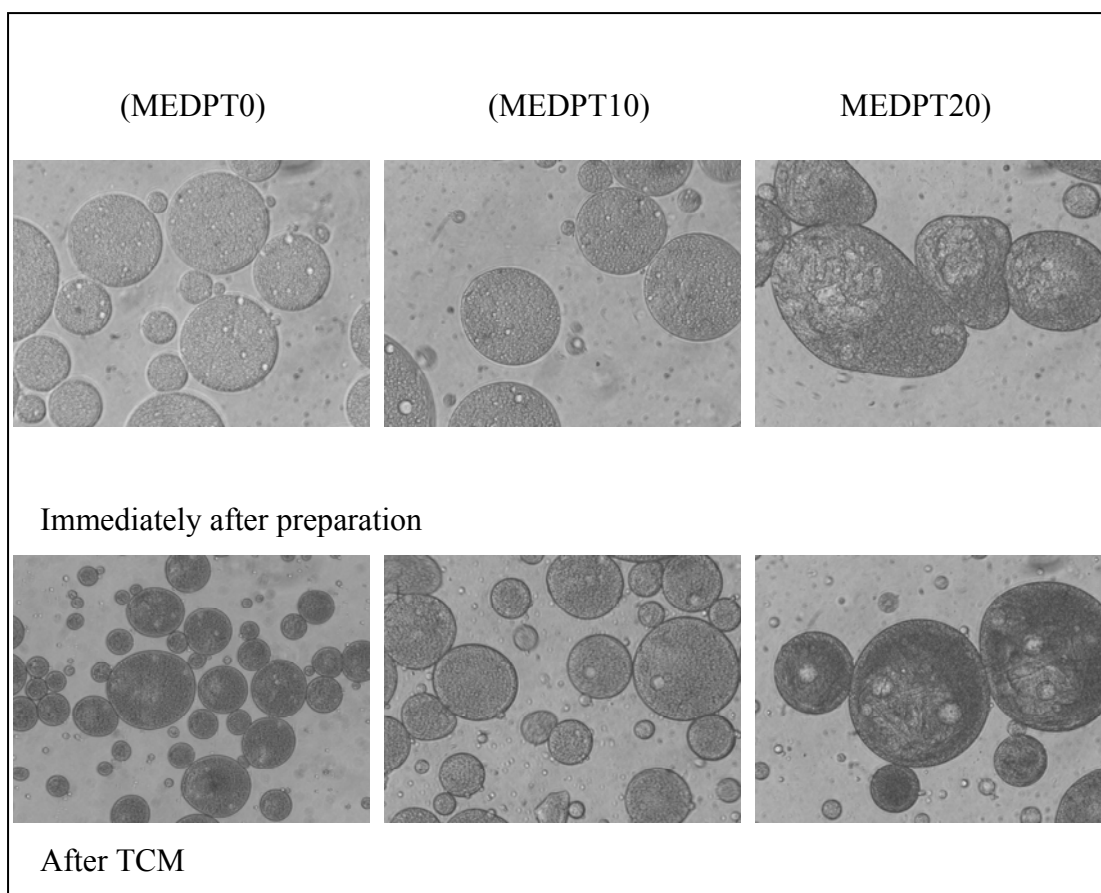 (MEDPT0) (MEDPT10) MEDPT20)
Immediately after preparation
After TCM